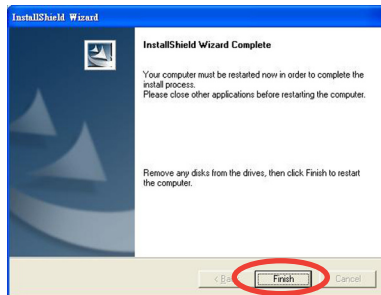 InstallShield Wizard
InstallShield Wizard Complete
Your computer must be restarted now in order to complete the
install process.
Please close other applications before restarting the computer.
Remove any disks from the drives, then click Finish to restart
the computer.
Finish
Cancel